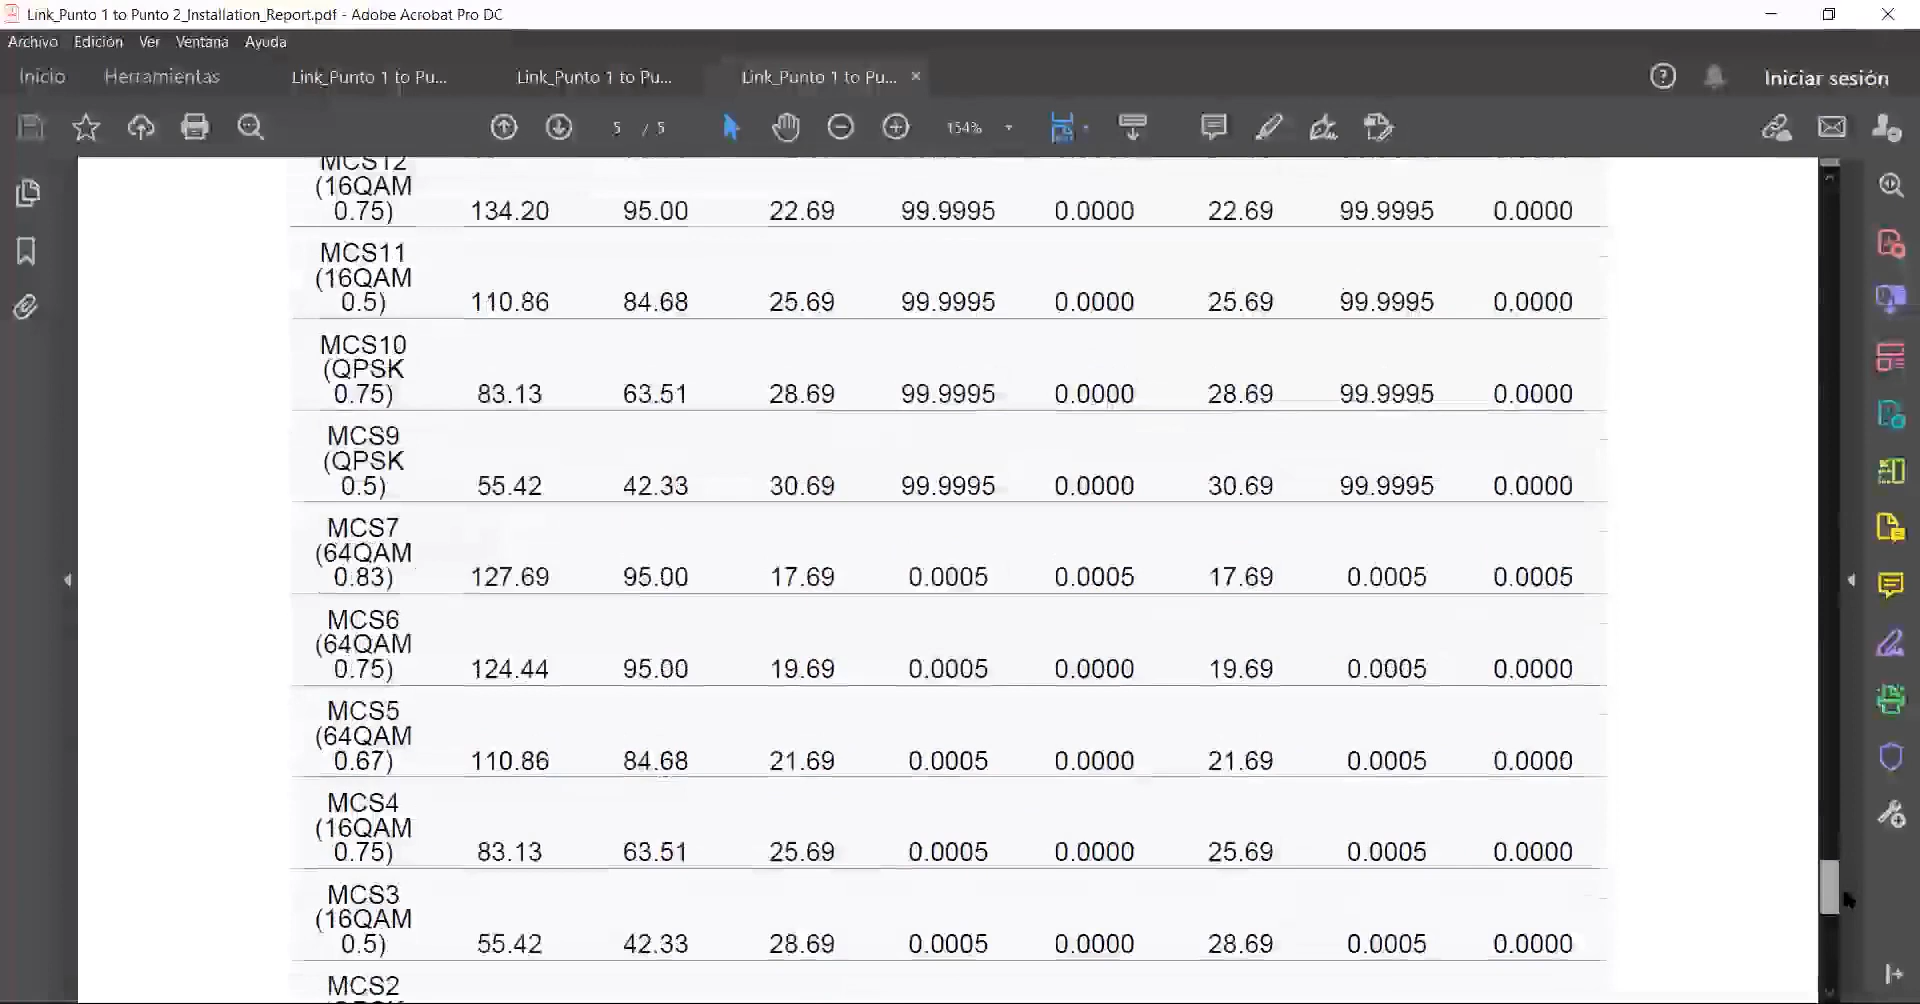 Link_Punto 1 to Punto 2_Installation_Report.pdf - Adobe Acrobat Pro DC
Archivo Edición Ver Ventana Ayuda
Inicio Herramientas Link_Punto 1 to Pu... Link_Punto 1 to Pu... Link_Punto 1 to Pu... × Iniciar sesión
5 / 5 154%
MCS12
(16QAM
0.75) 134.20 95.00 22.69 99.9995 0.0000 22.69 99.9995 0.0000
MCS11
(16QAM
0.5) 110.86 84.68 25.69 99.9995 0.0000 25.69 99.9995 0.0000
MCS10
(QPSK
0.75) 83.13 63.51 28.69 99.9995 0.0000 28.69 99.9995 0.0000
MCS9
(QPSK
0.5) 55.42 42.33 30.69 99.9995 0.0000 30.69 99.9995 0.0000
MCS7
(64QAM
0.83) 127.69 95.00 17.69 0.0005 0.0005 17.69 0.0005 0.0005
MCS6
(64QAM
0.75) 124.44 95.00 19.69 0.0005 0.0000 19.69 0.0005 0.0000
MCS5
(64QAM
0.67) 110.86 84.68 21.69 0.0005 0.0000 21.69 0.0005 0.0000
MCS4
(16QAM
0.75) 83.13 63.51 25.69 0.0005 0.0000 25.69 0.0005 0.0000
MCS3
(16QAM
0.5) 55.42 42.33 28.69 0.0005 0.0000 28.69 0.0005 0.0000
MCS2